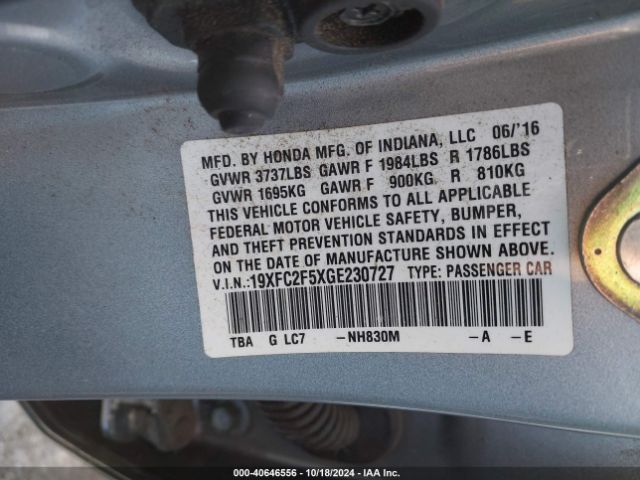 MFD. BY HONDA MFG. OF INDIANA, LLC 06/'16
GVWR 3737LBS GAWR F 1984LBS R 1786LBS
GVWR 1695KG GAWR F 900KG R 810KG
THIS VEHICLE CONFORMS TO ALL APPLICABLE
FEDERAL MOTOR VEHICLE SAFETY, BUMPER,
AND THEFT PREVENTION STANDARDS IN EFFECT
ON THE DATE OF MANUFACTURE SHOWN ABOVE.
V.I.N.:19XFC2F5XGE230727 TYPE: PASSENGER CAR
TBA G LC7 -NH830M -A -E
000-40646556 | 10/18/2024 | IAA Inc.